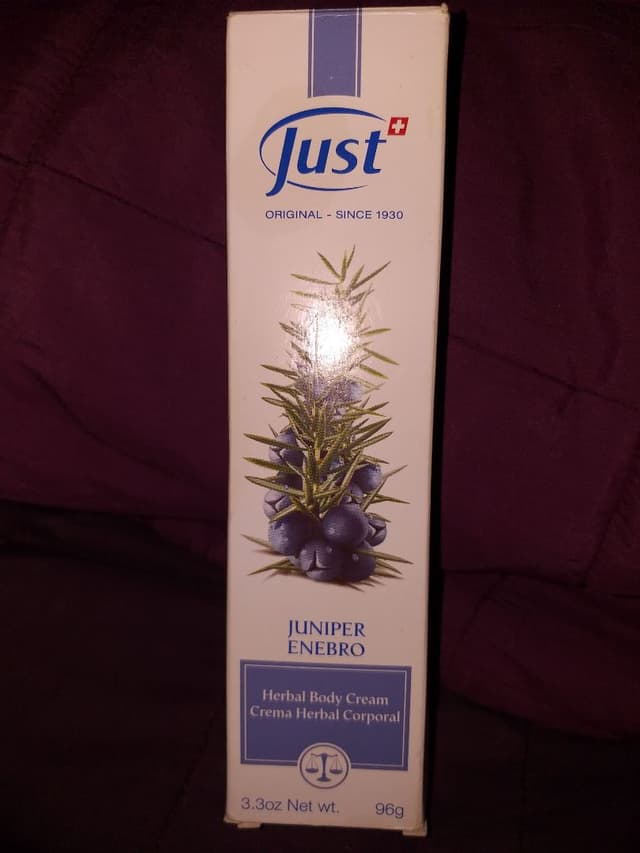 Just
ORIGINAL - SINCE 1930
JUNIPER
ENEBRO
Herbal Body Cream
Crema Herbal Corporal
3.3oz Net wt. 96g